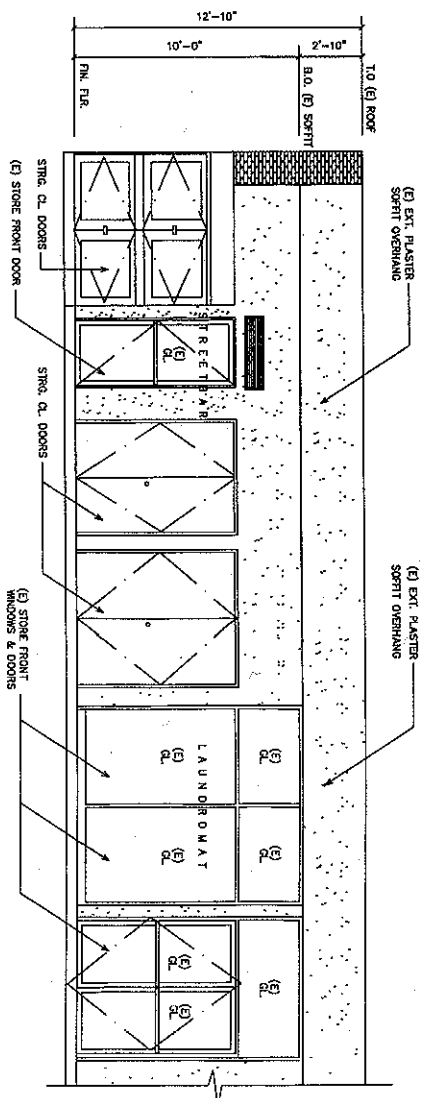 12'-10"
10'-0"
2'-10"
T.O (E) ROOF
B.O. (E) SOFFIT
FIN. FLR.
(E) EXT. PLASTER
SOFFIT OVERHANG
(E) EXT. PLASTER
SOFFIT OVERHANG
STREETBAR
(E)
GL
LAUNDROMAT
(E)
GL
(E)
GL
(E)
GL
(E)
GL
(E)
GL
(E)
GL
(E)
GL
STRG. CL DOORS
(E) STORE FRONT DOOR
STRG. CL DOORS
(E) STORE FRONT
WINDOWS & DOORS